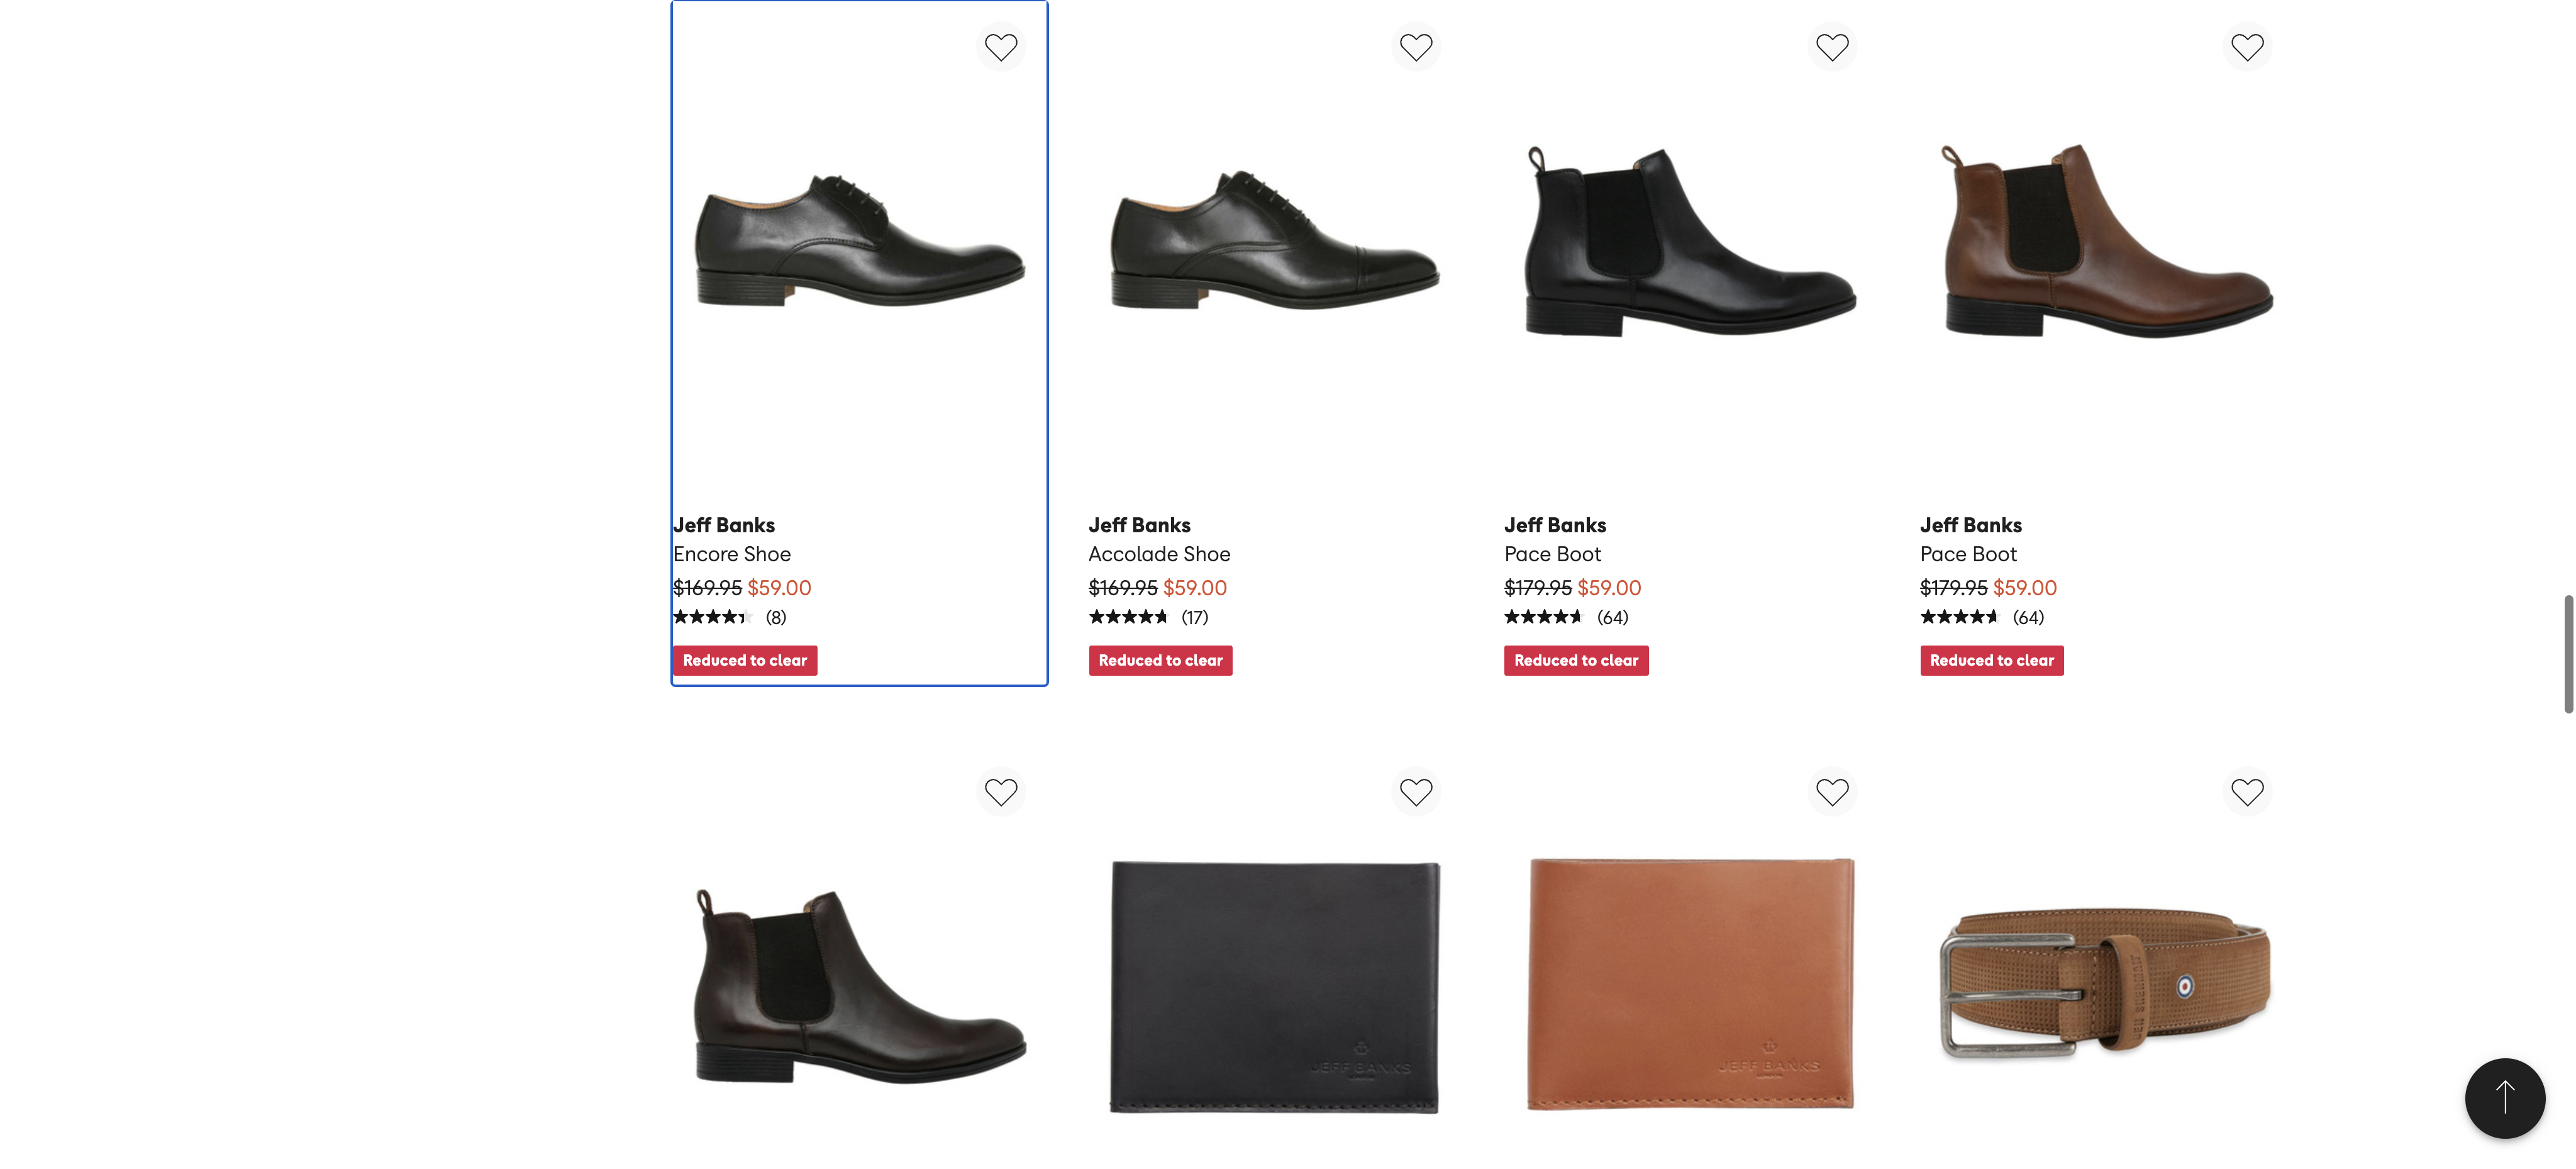 Jeff Banks
Encore Shoe
$169.95 $59.00
(8)
Reduced to clear
Jeff Banks
Accolade Shoe
$169.95 $59.00
(17)
Reduced to clear
Jeff Banks
Pace Boot
$179.95 $59.00
(64)
Reduced to clear
Jeff Banks
Pace Boot
$179.95 $59.00
(64)
Reduced to clear
JEFF BANKS
JEFF BANKS
BEN SHERMAN